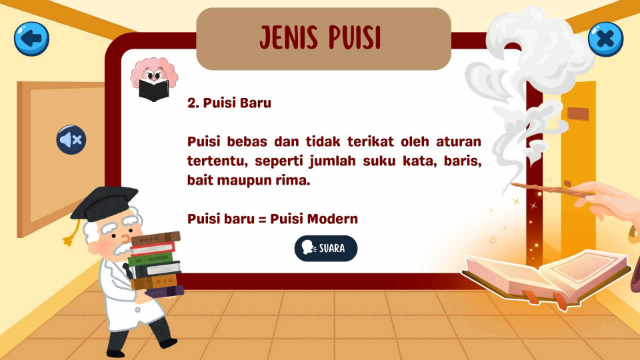 JENIS PUISI
2. Puisi Baru
Puisi bebas dan tidak terikat oleh aturan
tertentu, seperti jumlah suku kata, baris,
bait maupun rima.
Puisi baru = Puisi Modern
SUARA